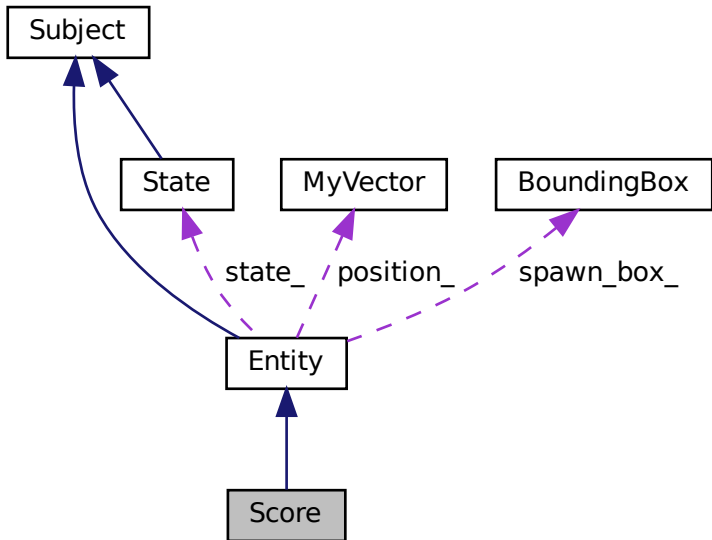 Subject
State
MyVector
BoundingBox
state_
position_
spawn_box_
Entity
Score